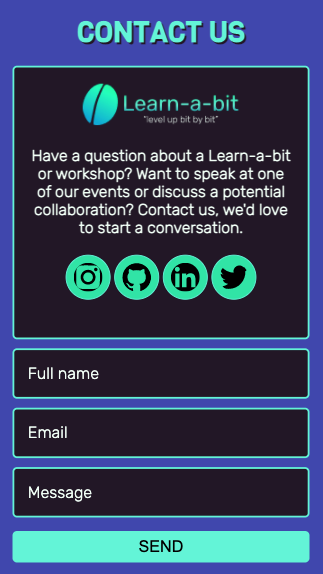 CONTACT US
Learn-a-bit
"level up bit by bit"
Have a question about a Learn-a-bit
or workshop? Want to speak at one
of our events or discuss a potential
collaboration? Contact us, we'd love
to start a conversation.
in
Full name
Email
Message
SEND